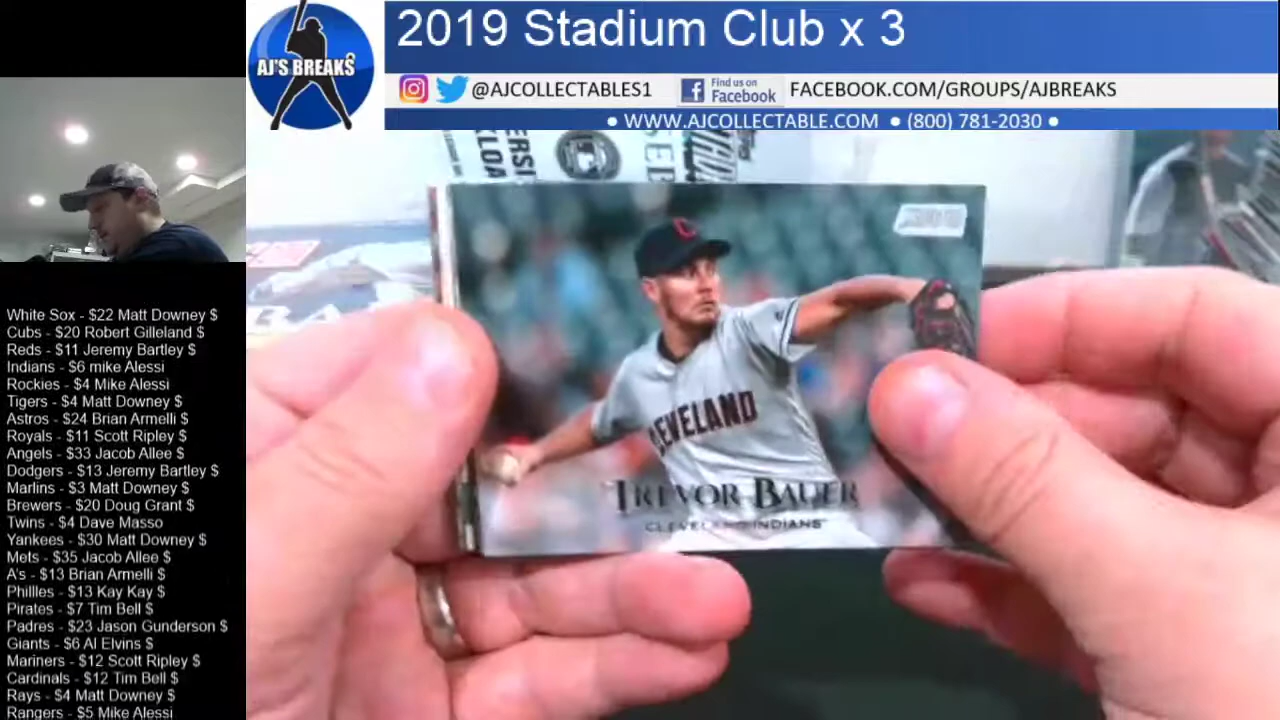 2019 Stadium Club x 3
AJ'S BREAKS
@AJCOLLECTABLES1
Find us on
Facebook
FACEBOOK.COM/GROUPS/AJBREAKS
• WWW.AJCOLLECTABLE.COM • (800) 781-2030 •
CLEVELAND
TREVOR BAUER
CLEVELAND INDIANS
White Sox - $22 Matt Downey $
Cubs - $20 Robert Gilleland $
Reds - $11 Jeremy Bartley $
Indians - $6 mike Alessi
Rockies - $4 Mike Alessi
Tigers - $4 Matt Downey $
Astros - $24 Brian Armelli $
Royals - $11 Scott Ripley $
Angels - $33 Jacob Allee $
Dodgers - $13 Jeremy Bartley $
Marlins - $3 Matt Downey $
Brewers - $20 Doug Grant $
Twins - $4 Dave Masso
Yankees - $30 Matt Downey $
Mets - $35 Jacob Allee $
A's - $13 Brian Armelli $
Phillles - $13 Kay Kay $
Pirates - $7 Tim Bell $
Padres - $23 Jason Gunderson $
Giants - $6 Al Elvins $
Mariners - $12 Scott Ripley $
Cardinals - $12 Tim Bell $
Rays - $4 Matt Downey $
Rangers - $5 Mike Alessi